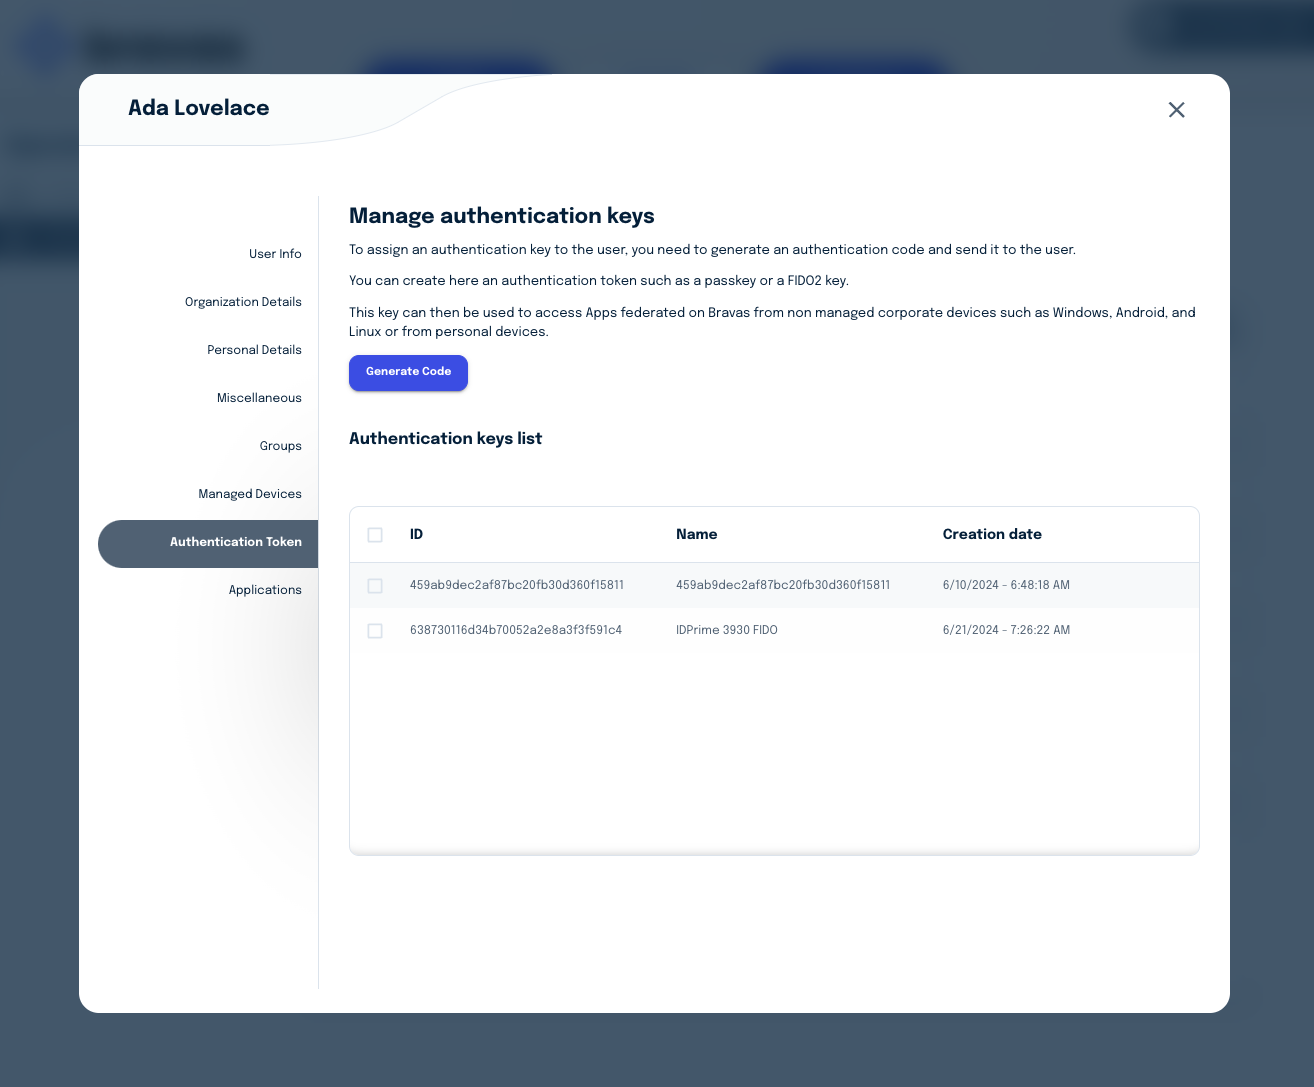 Ada Lovelace
User Info
Organization Details
Personal Details
Miscellaneous
Groups
Managed Devices
Authentication Token
Applications
Manage authentication keys
To assign an authentication key to the user, you need to generate an authentication code and send it to the user.
You can create here an authentication token such as a passkey or a FIDO2 key.
This key can then be used to access Apps federated on Bravas from non managed corporate devices such as Windows, Android, and
Linux or from personal devices.
Generate Code
Authentication keys list
ID Name Creation date
459ab9dec2af87bc20fb30d360f15811 459ab9dec2af87bc20fb30d360f15811 6/10/2024 - 6:48:18 AM
638730116d34b70052a2e8a3f3f591c4 IDPrime 3930 FIDO 6/21/2024 - 7:26:22 AM